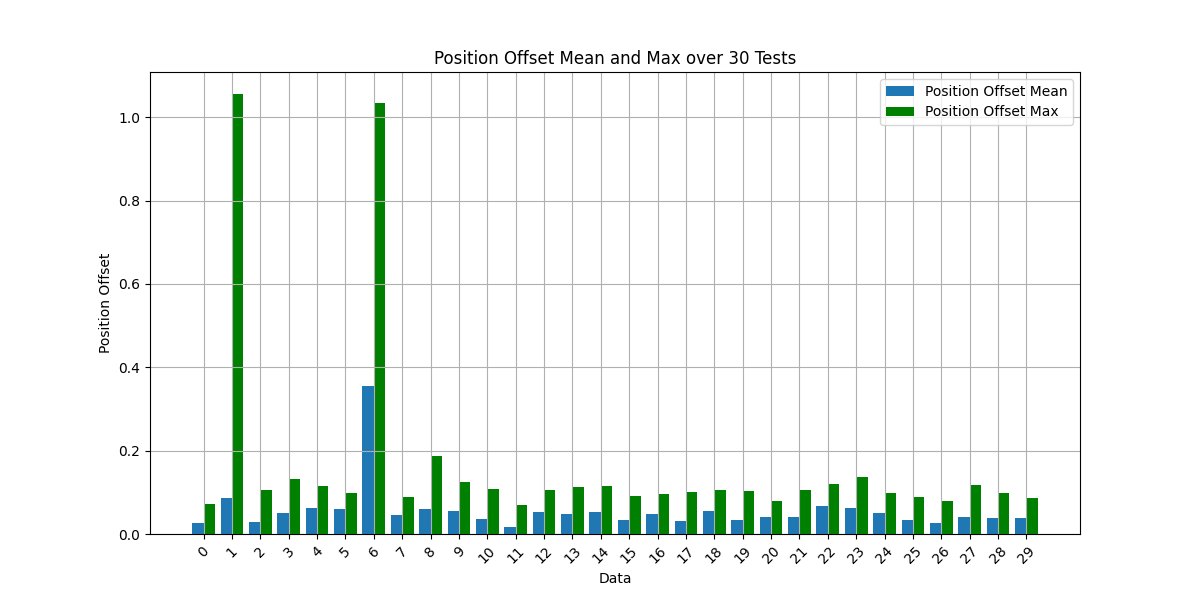 Position Offset Mean and Max over 30 Tests
Position Offset Mean
Position Offset Max
1.0
0.8
0.6
0.4
0.2
0.0
Position Offset
0 1 2 3 4 5 6 7 8 9 10 11 12 13 14 15 16 17 18 19 20 21 22 23 24 25 26 27 28 29
Data